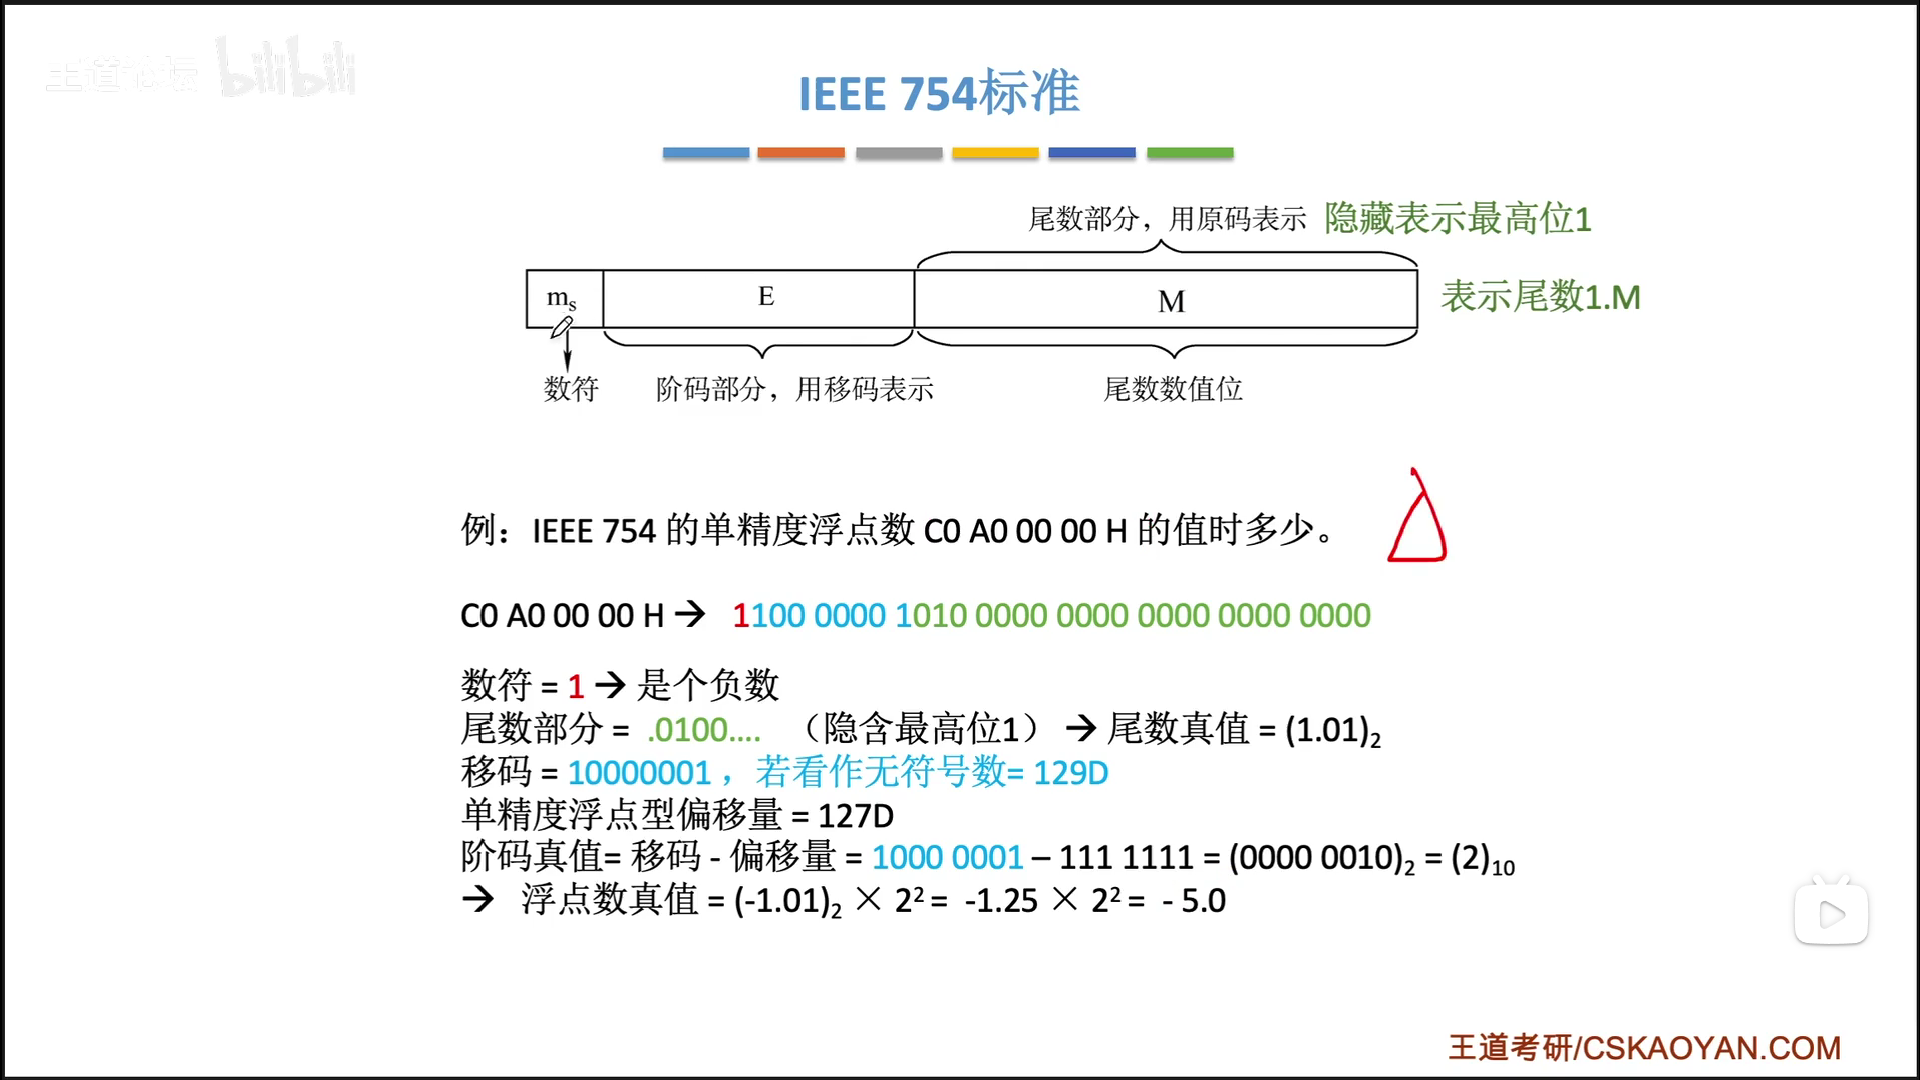 王道论坛 bilibili
IEEE 754标准
尾数部分，用原码表示 隐藏表示最高位1
mₛ E M 表示尾数1.M
数符 阶码部分，用移码表示 尾数数值位
例：IEEE 754 的单精度浮点数 C0 A0 00 00 H 的值时多少。
C0 A0 00 00 H → 1100 0000 1010 0000 0000 0000 0000 0000
数符 = 1 → 是个负数
尾数部分 = .0100.... （隐含最高位1） → 尾数真值 = (1.01)₂
移码 = 10000001 ，若看作无符号数= 129D
单精度浮点型偏移量 = 127D
阶码真值= 移码 - 偏移量 = 1000 0001 – 111 1111 = (0000 0010)₂ = (2)₁₀
→ 浮点数真值 = (-1.01)₂ × 2² = -1.25 × 2² = - 5.0
王道考研/CSKAOYAN.COM